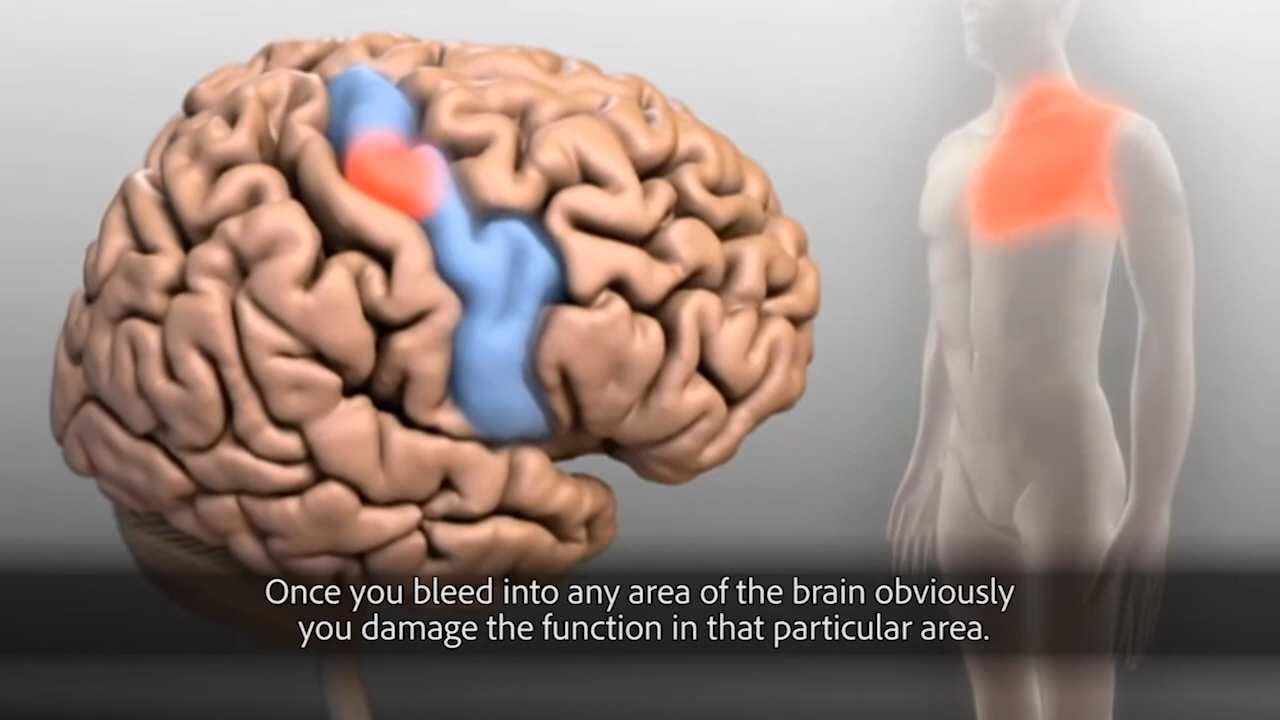 Once you bleed into any area of the brain obviously
you damage the function in that particular area.